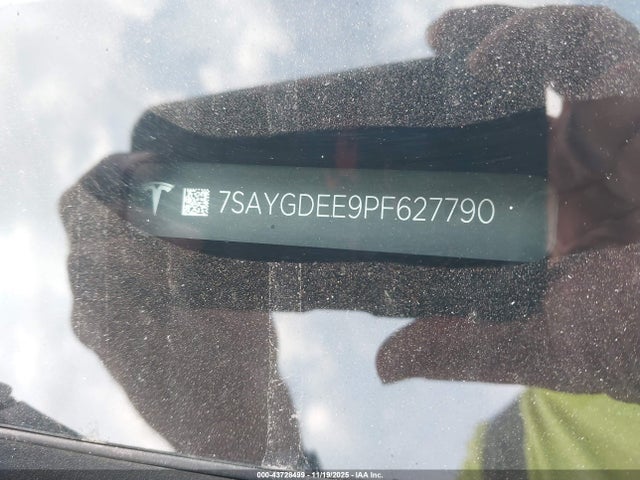 7SAYGDEE9PF627790
000-43728499 - 11/19/2025 - IAA Inc.